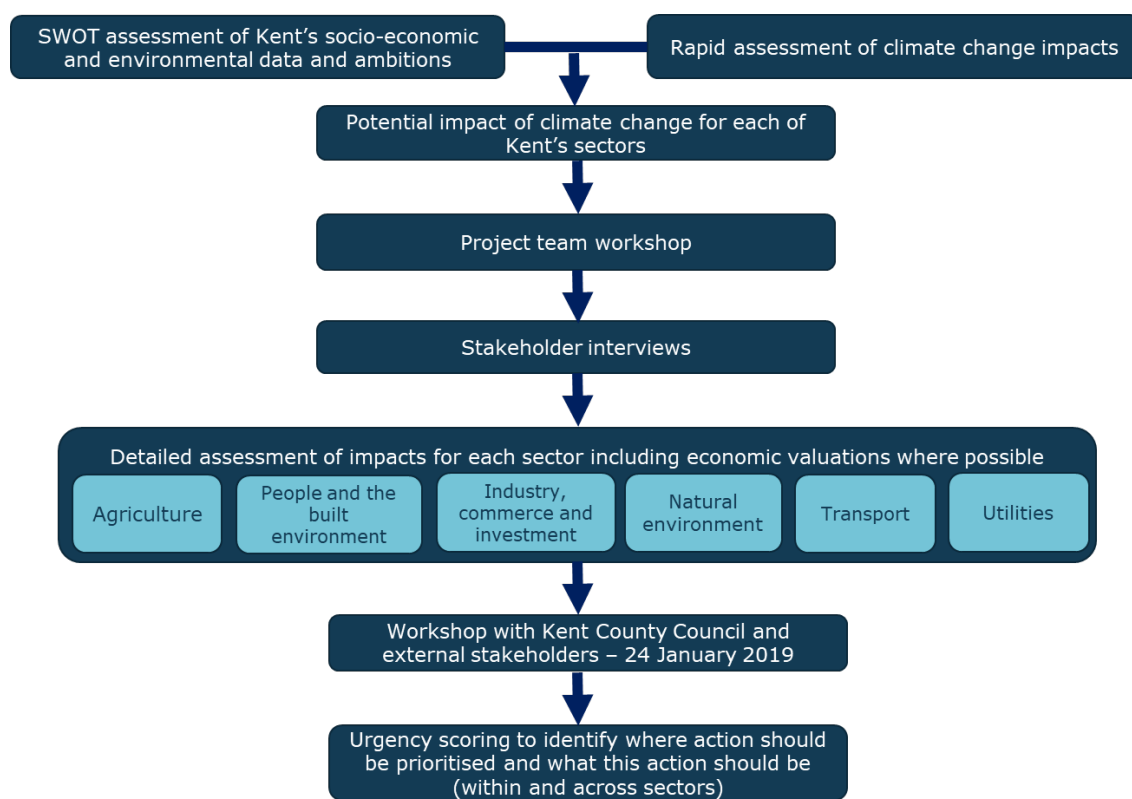 SWOT assessment of Kent's socio-economic
and environmental data and ambitions
Rapid assessment of climate change impacts
Potential impact of climate change for each of
Kent's sectors
Project team workshop
Stakeholder interviews
Detailed assessment of impacts for each sector including economic valuations where possible
Agriculture
People and the
built
environment
Industry,
commerce and
investment
Natural
environment
Transport
Utilities
Workshop with Kent County Council and
external stakeholders – 24 January 2019
Urgency scoring to identify where action should
be prioritised and what this action should be
(within and across sectors)